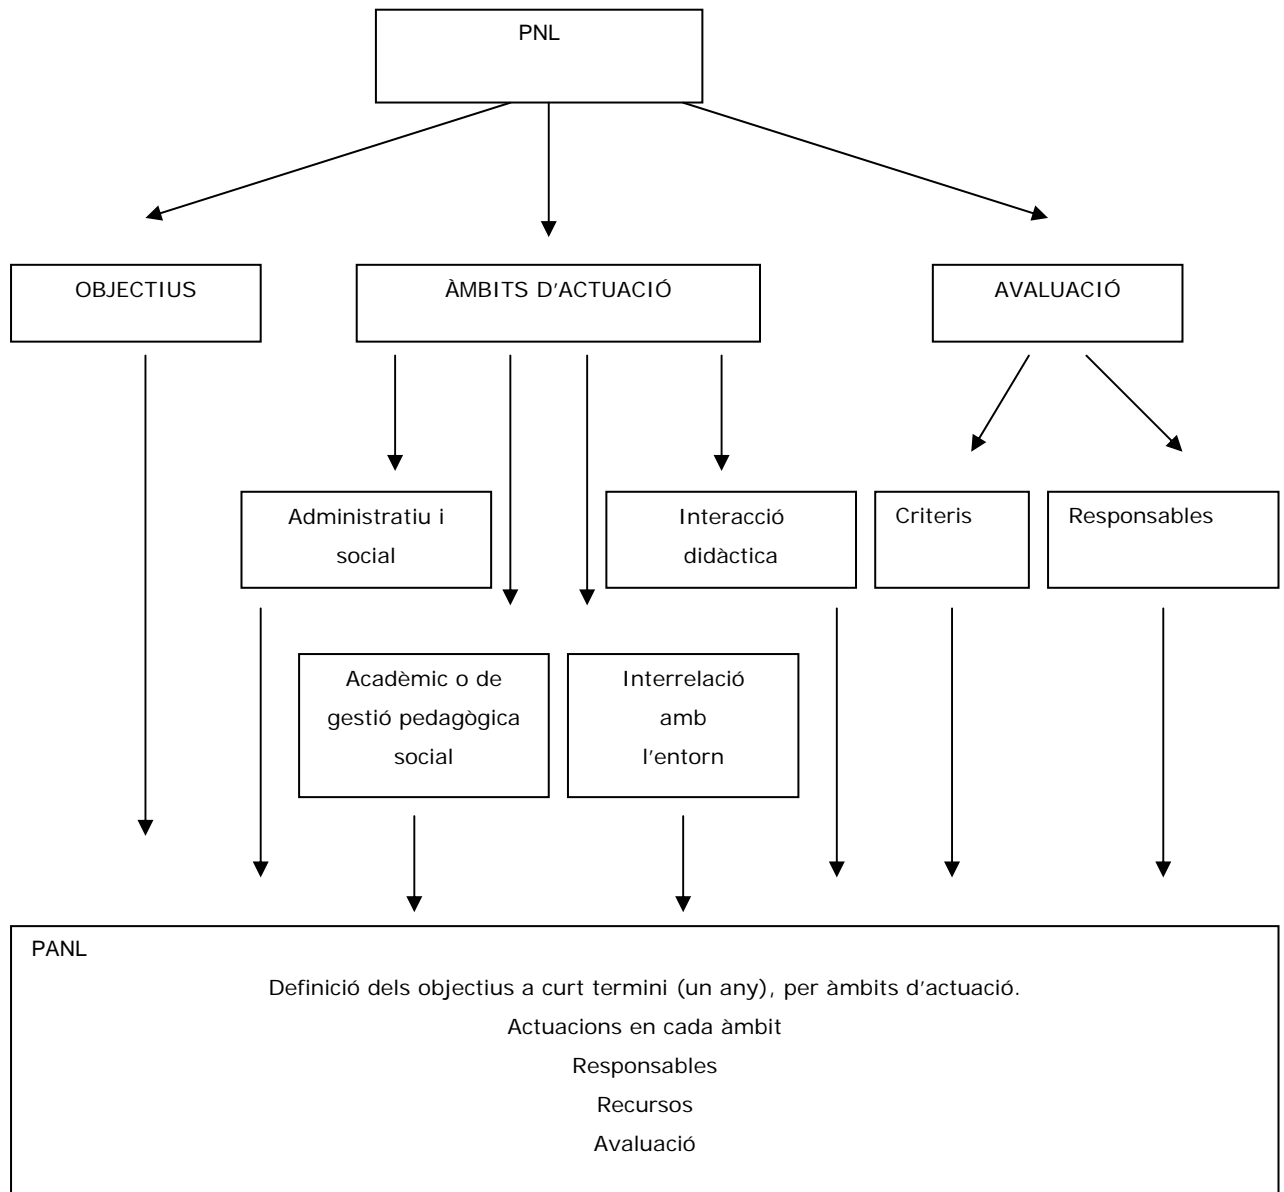 PNL
OBJECTIUS
ÀMBITS D'ACTUACIÓ
AVALUACIÓ
Administratiu i
social
Interacció
didàctica
Criteris
Responsables
Acadèmic o de
gestió pedagògica
social
Interrelació
amb
l'entorn
PANL
Definició dels objectius a curt termini (un any), per àmbits d'actuació.
Actuacions en cada àmbit
Responsables
Recursos
Avaluació